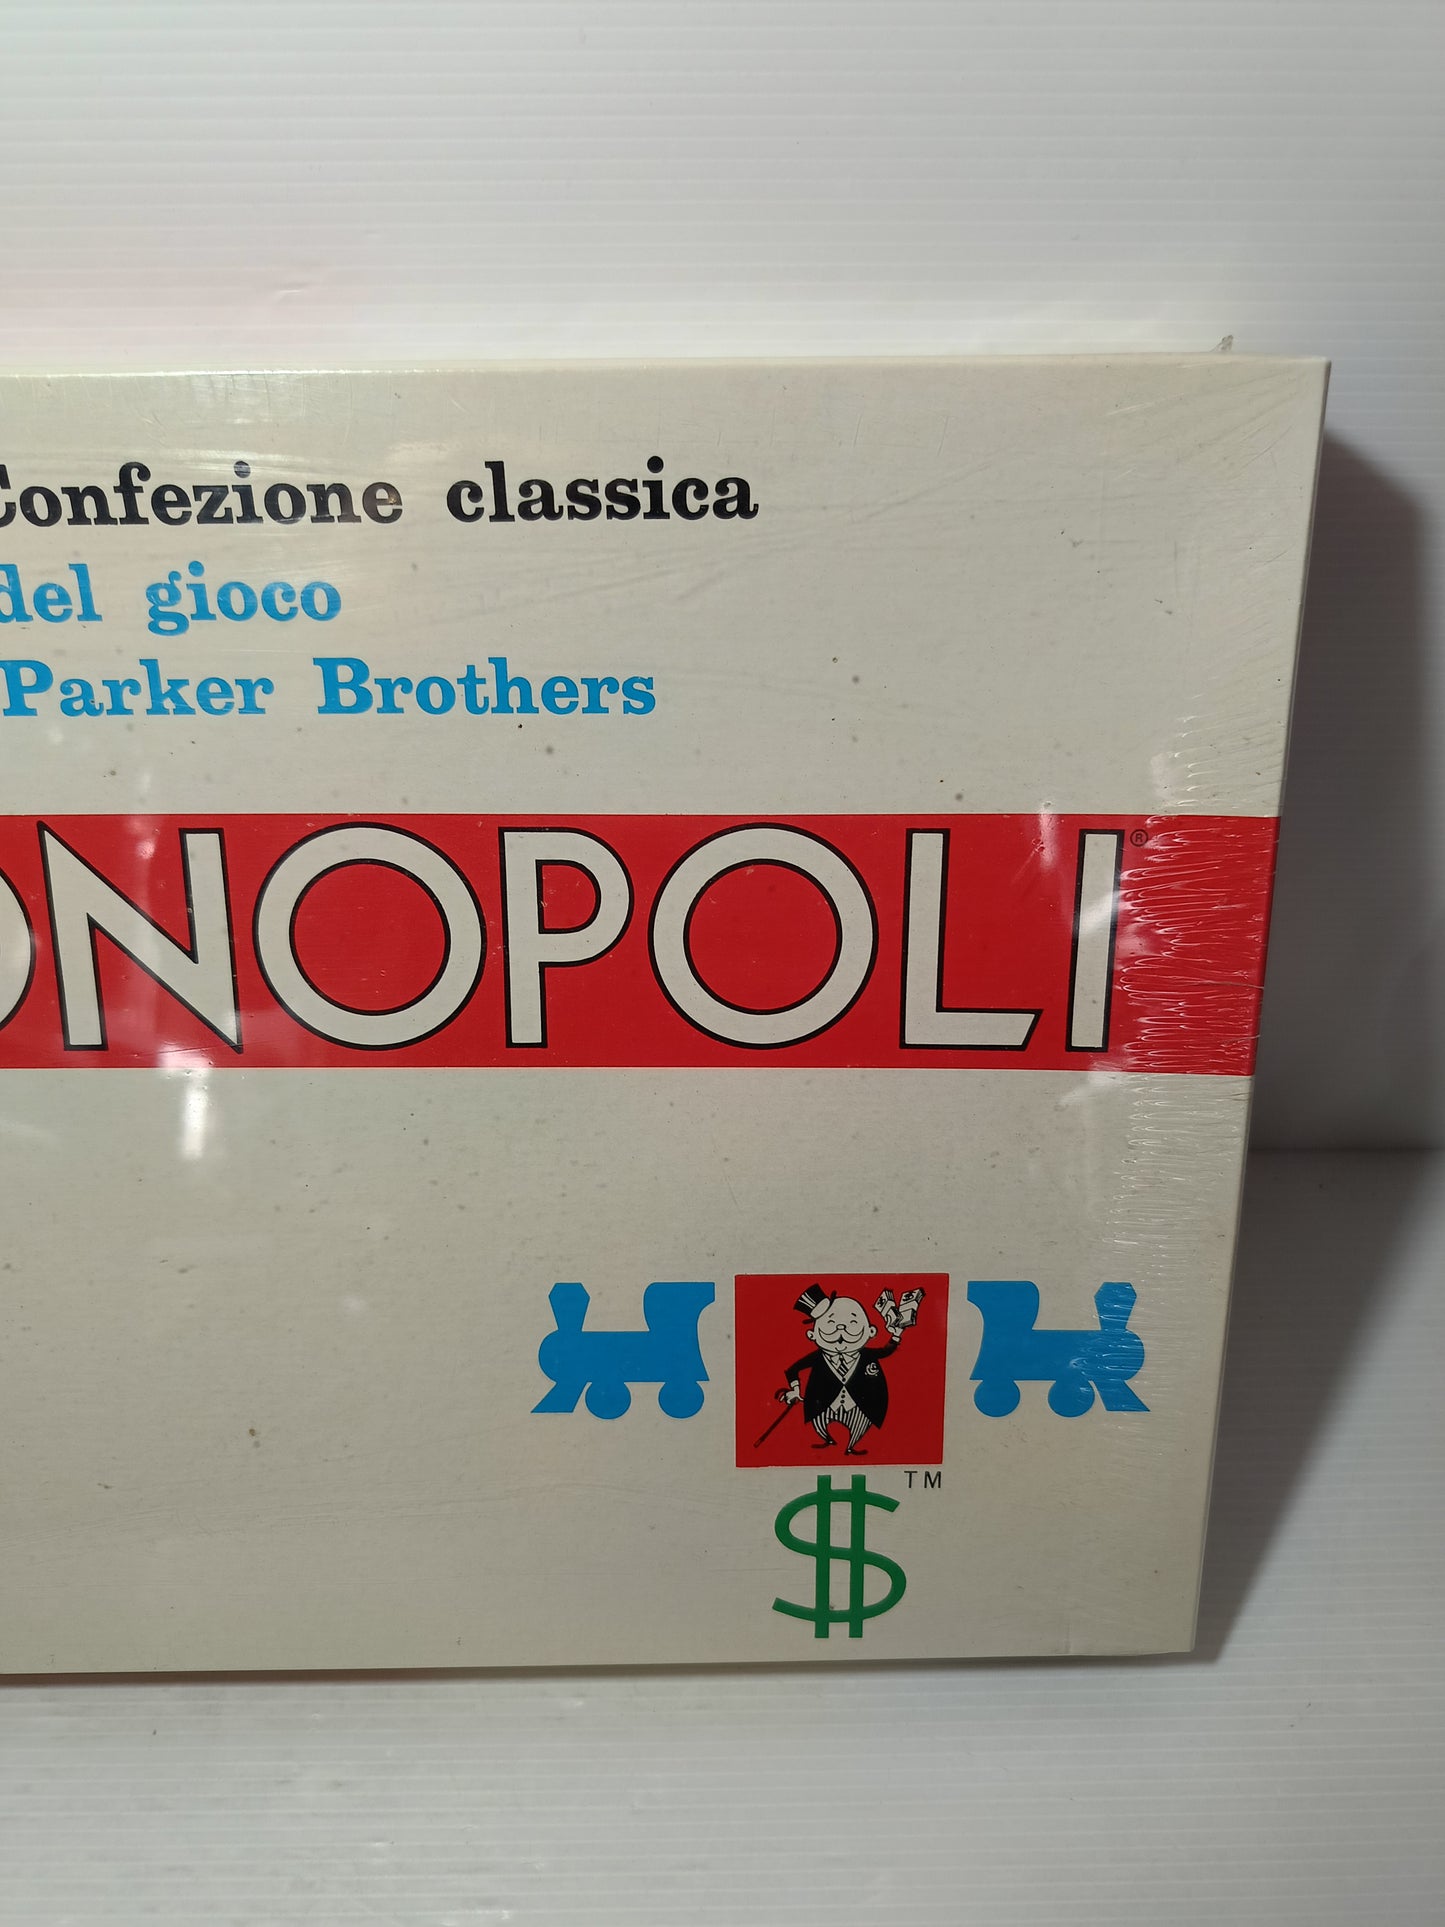 Confezione classica
del gioco
Parker Brothers
ONOPOLI®
TM
$